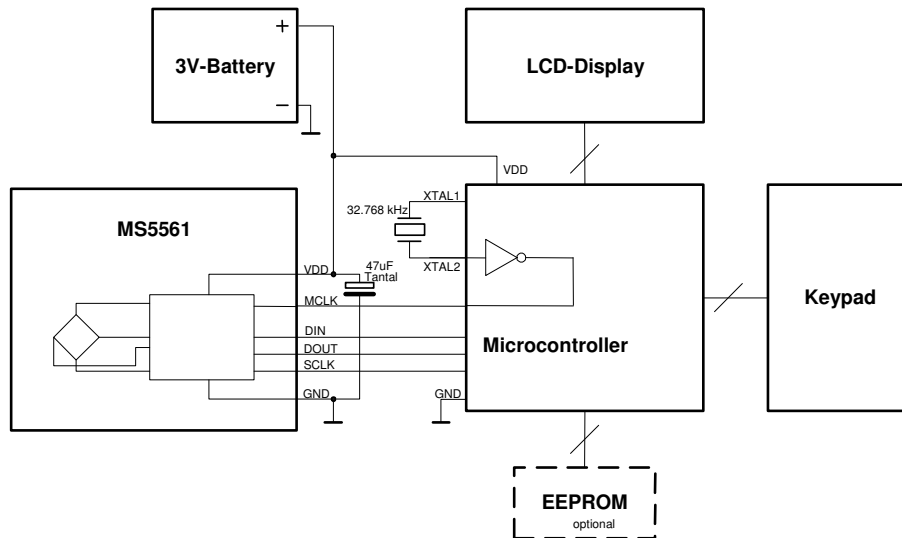 +
3V-Battery
−
LCD-Display
VDD
MS5561
XTAL1
32.768 kHz
XTAL2
VDD
47uF
Tantal
MCLK
DIN
DOUT
SCLK
GND
Microcontroller
GND
Keypad
EEPROM
optional